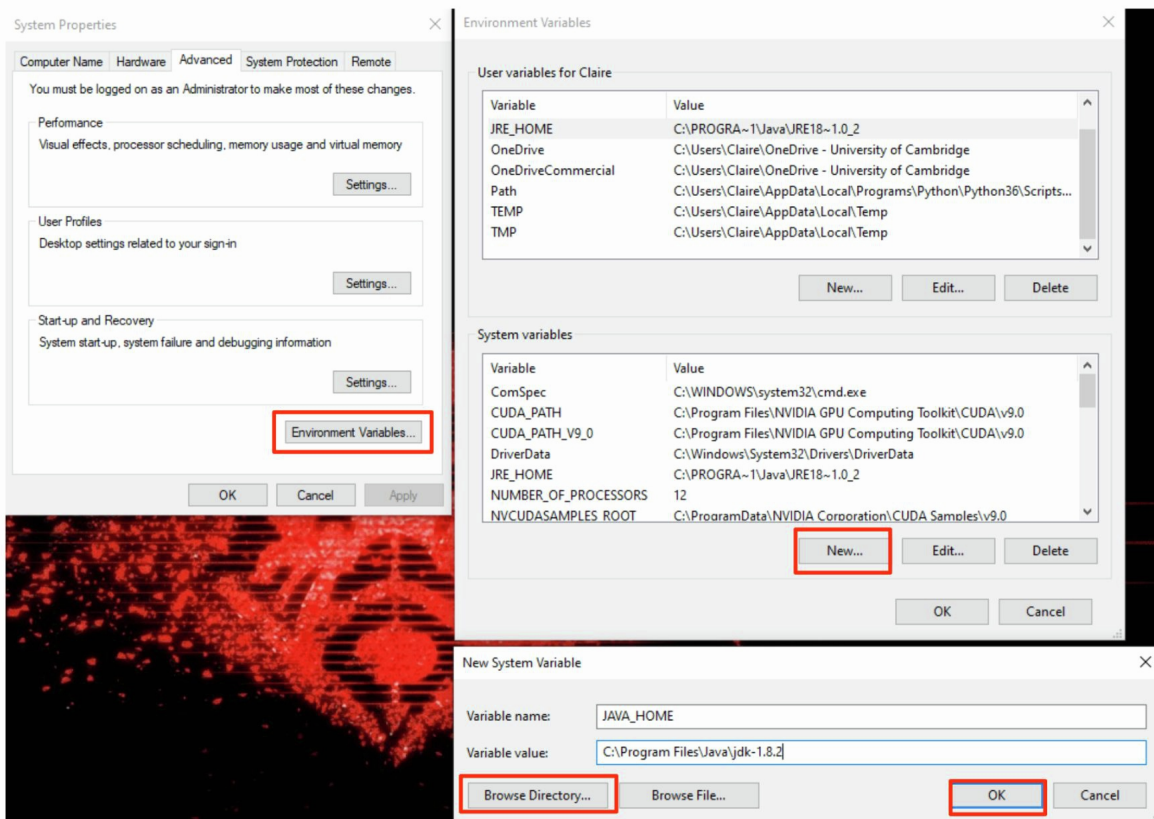 System Properties
Computer Name Hardware Advanced System Protection Remote
You must be logged on as an Administrator to make most of these changes.
Performance
Visual effects, processor scheduling, memory usage and virtual memory
Settings...
User Profiles
Desktop settings related to your sign-in
Settings...
Start-up and Recovery
System start-up, system failure and debugging information
Settings...
Environment Variables...
OK Cancel Apply
Environment Variables
User variables for Claire
Variable Value
JRE_HOME C:\PROGRA~1\Java\JRE18~1.0_2
OneDrive C:\Users\Claire\OneDrive - University of Cambridge
OneDriveCommercial C:\Users\Claire\OneDrive - University of Cambridge
Path C:\Users\Claire\AppData\Local\Programs\Python\Python36\Scripts...
TEMP C:\Users\Claire\AppData\Local\Temp
TMP C:\Users\Claire\AppData\Local\Temp
New... Edit... Delete
System variables
Variable Value
ComSpec C:\WINDOWS\system32\cmd.exe
CUDA_PATH C:\Program Files\NVIDIA GPU Computing Toolkit\CUDA\v9.0
CUDA_PATH_V9_0 C:\Program Files\NVIDIA GPU Computing Toolkit\CUDA\v9.0
DriverData C:\Windows\System32\Drivers\DriverData
JRE_HOME C:\PROGRA~1\Java\JRE18~1.0_2
NUMBER_OF_PROCESSORS 12
NVCUDASAMPLES_ROOT C:\ProgramData\NVIDIA Corporation\CUDA Samples\v9.0
New... Edit... Delete
OK Cancel
New System Variable
Variable name: JAVA_HOME
Variable value: C:\Program Files\Java\jdk-1.8.2
Browse Directory... Browse File... OK Cancel